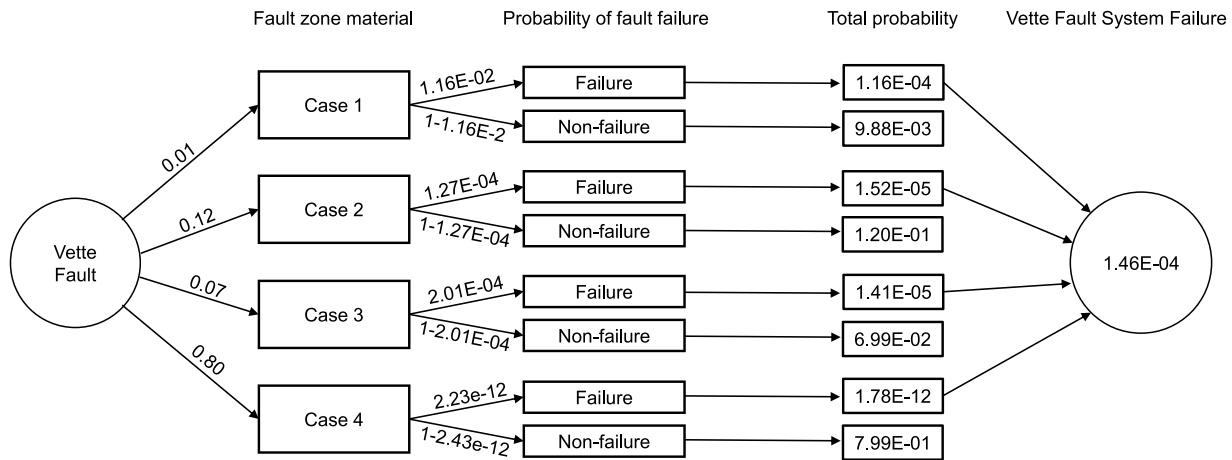 Fault zone material
Probability of fault failure
Total probability
Vette Fault System Failure
Vette
Fault
0.01
0.12
0.07
0.80
Case 1
1.16E-02
1-1.16E-2
Failure
Non-failure
1.16E-04
9.88E-03
Case 2
1.27E-04
1-1.27E-04
Failure
Non-failure
1.52E-05
1.20E-01
Case 3
2.01E-04
1-2.01E-04
Failure
Non-failure
1.41E-05
6.99E-02
Case 4
2.23e-12
1-2.43e-12
Failure
Non-failure
1.78E-12
7.99E-01
1.46E-04